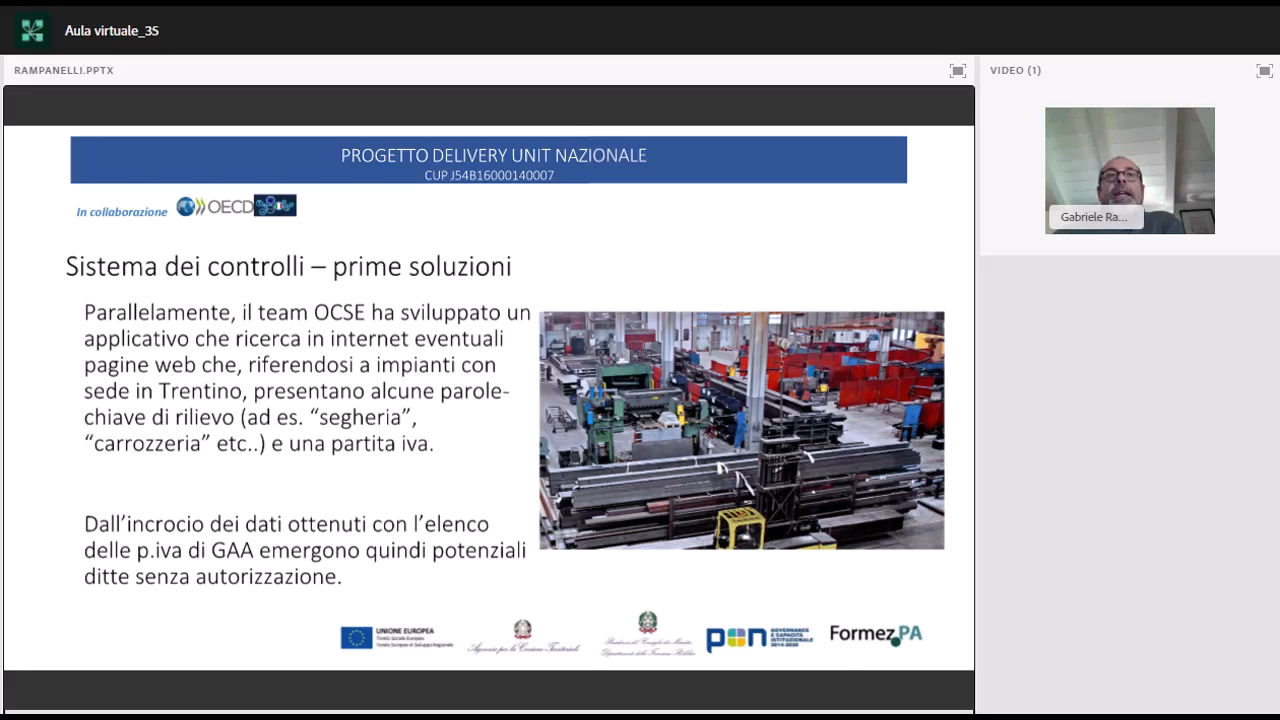 Aula virtuale_35
RAMPANELLI.PPTX
VIDEO (1)
PROGETTO DELIVERY UNIT NAZIONALE
CUP J54B16000140007
In collaborazione
OECD
Gabriele Ra...
Sistema dei controlli – prime soluzioni
Parallelamente, il team OCSE ha sviluppato un
applicativo che ricerca in internet eventuali
pagine web che, riferendosi a impianti con
sede in Trentino, presentano alcune parole-
chiave di rilievo (ad es. “segheria”,
“carrozzeria” etc..) e una partita iva.
Dall’incrocio dei dati ottenuti con l’elenco
delle p.iva di GAA emergono quindi potenziali
ditte senza autorizzazione.
UNIONE EUROPEA
Fondo Sociale Europeo
Fondo Europeo di Sviluppo Regionale
Agenzia per la Coesione Territoriale
Presidenza del Consiglio dei Ministri
Dipartimento della Funzione Pubblica
pon
GOVERNANCE
E CAPACITÀ
ISTITUZIONALE
2014-2020
FormezPA